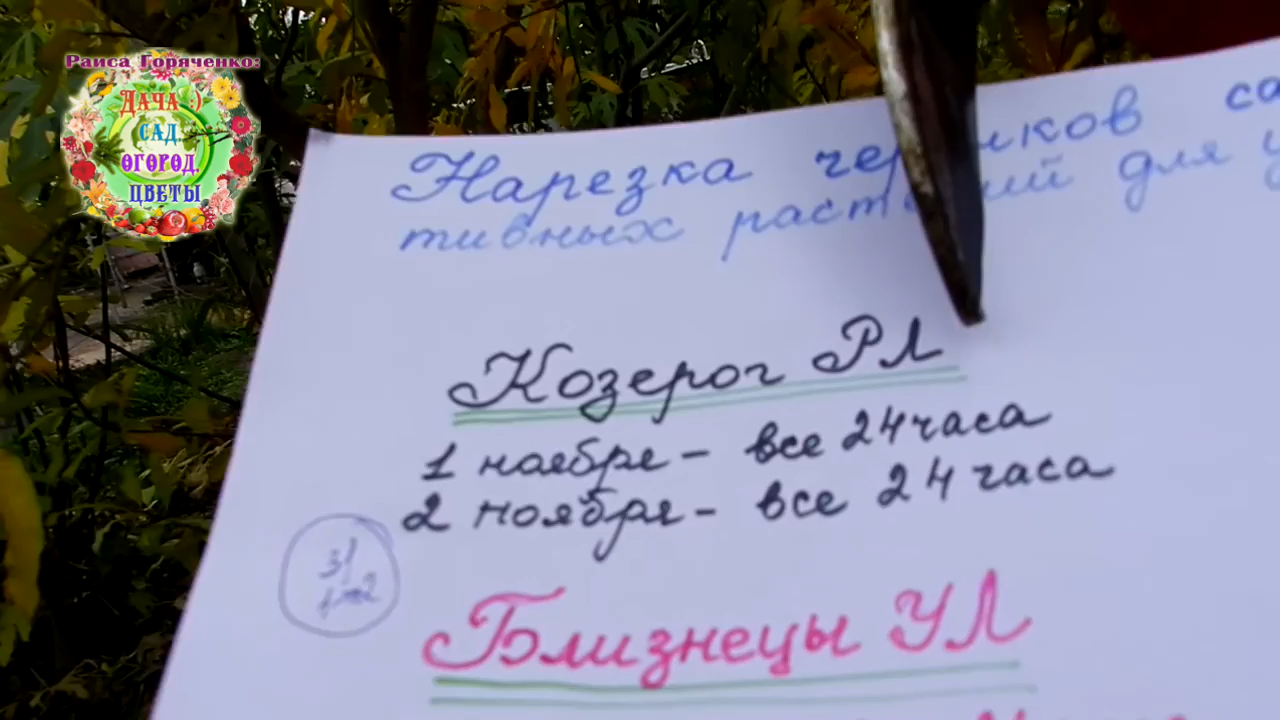 Раиса Горяченко:
Дача :)
САД,
ОГОРОД,
ЦВЕТЫ
Нарезка
тивных для
Козерог РЛ
1 ноября - все 24 часа
2 ноября - все 24 часа
Близнецы УЛ